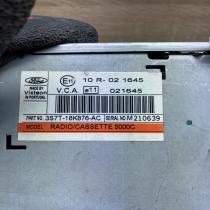 Ford
MADE BY
Visteon
IN PORTUGAL
E11 10 R - 02 1645
V.C.A. e11 021645
PART NO. 3S7T-18K876-AC SERIAL NO. M210639
MODEL RADIO/CASSETTE 5000C